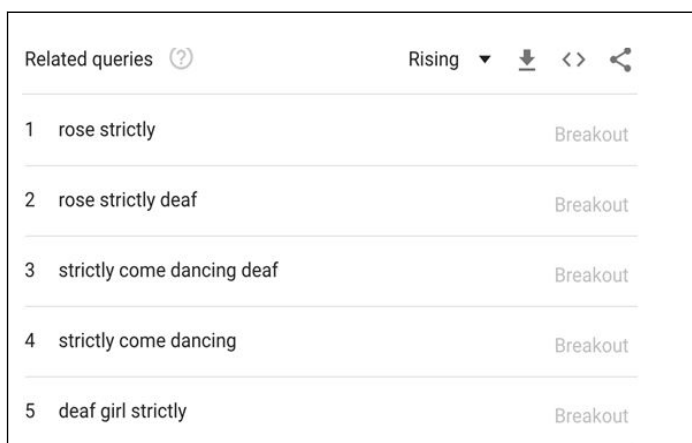 Related queries ? Rising
1 rose strictly Breakout
2 rose strictly deaf Breakout
3 strictly come dancing deaf Breakout
4 strictly come dancing Breakout
5 deaf girl strictly Breakout